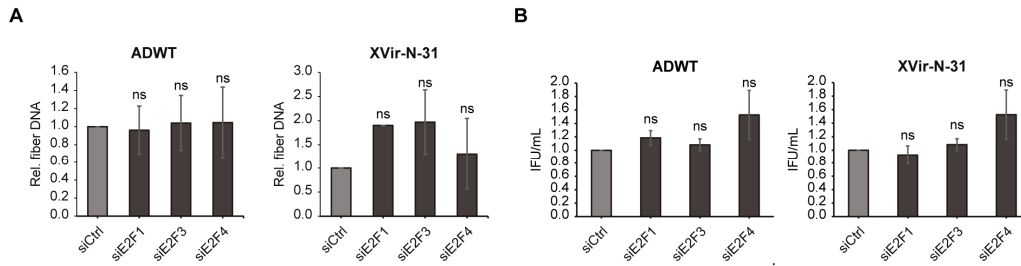 A
ADWT
Rel. fiber DNA
1.6
1.4
1.2
1.0
0.8
0.6
0.4
0.2
0.0
ns
ns
ns
siCtrl
siE2F1
siE2F3
siE2F4
XVir-N-31
Rel. fiber DNA
3.0
2.5
2.0
1.5
1.0
0.5
0.0
ns
ns
ns
siCtrl
siE2F1
siE2F3
siE2F4
B
ADWT
IFU/mL
2.0
1.8
1.6
1.4
1.2
1.0
0.8
0.6
0.4
0.2
0.0
ns
ns
ns
siCtrl
siE2F1
siE2F3
siE2F4
XVir-N-31
IFU/mL
2.0
1.8
1.6
1.4
1.2
1.0
0.8
0.6
0.4
0.2
0.0
ns
ns
ns
siCtrl
siE2F1
siE2F3
siE2F4